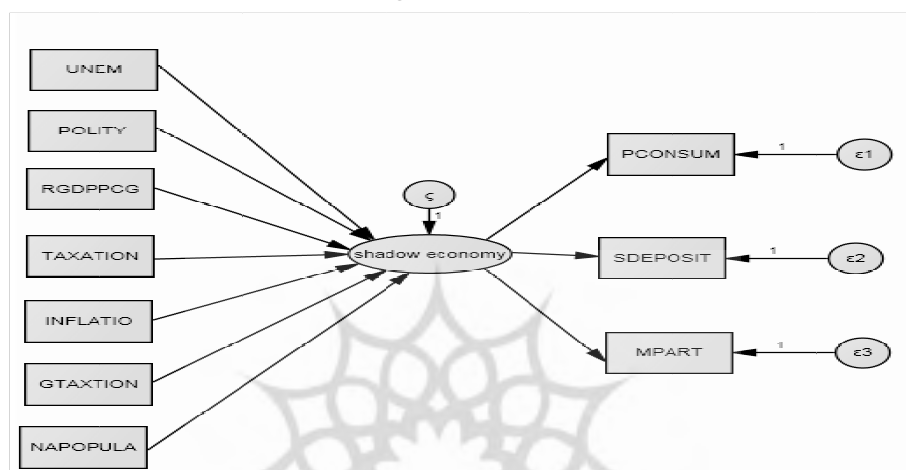 UNEM
POLITY
RGDPPCG
TAXATION
INFLATIO
GTAXTION
NAPOPULA
ς
1
shadow economy
PCONSUM
1
ε1
SDEPOSIT
1
ε2
MPART
1
ε3